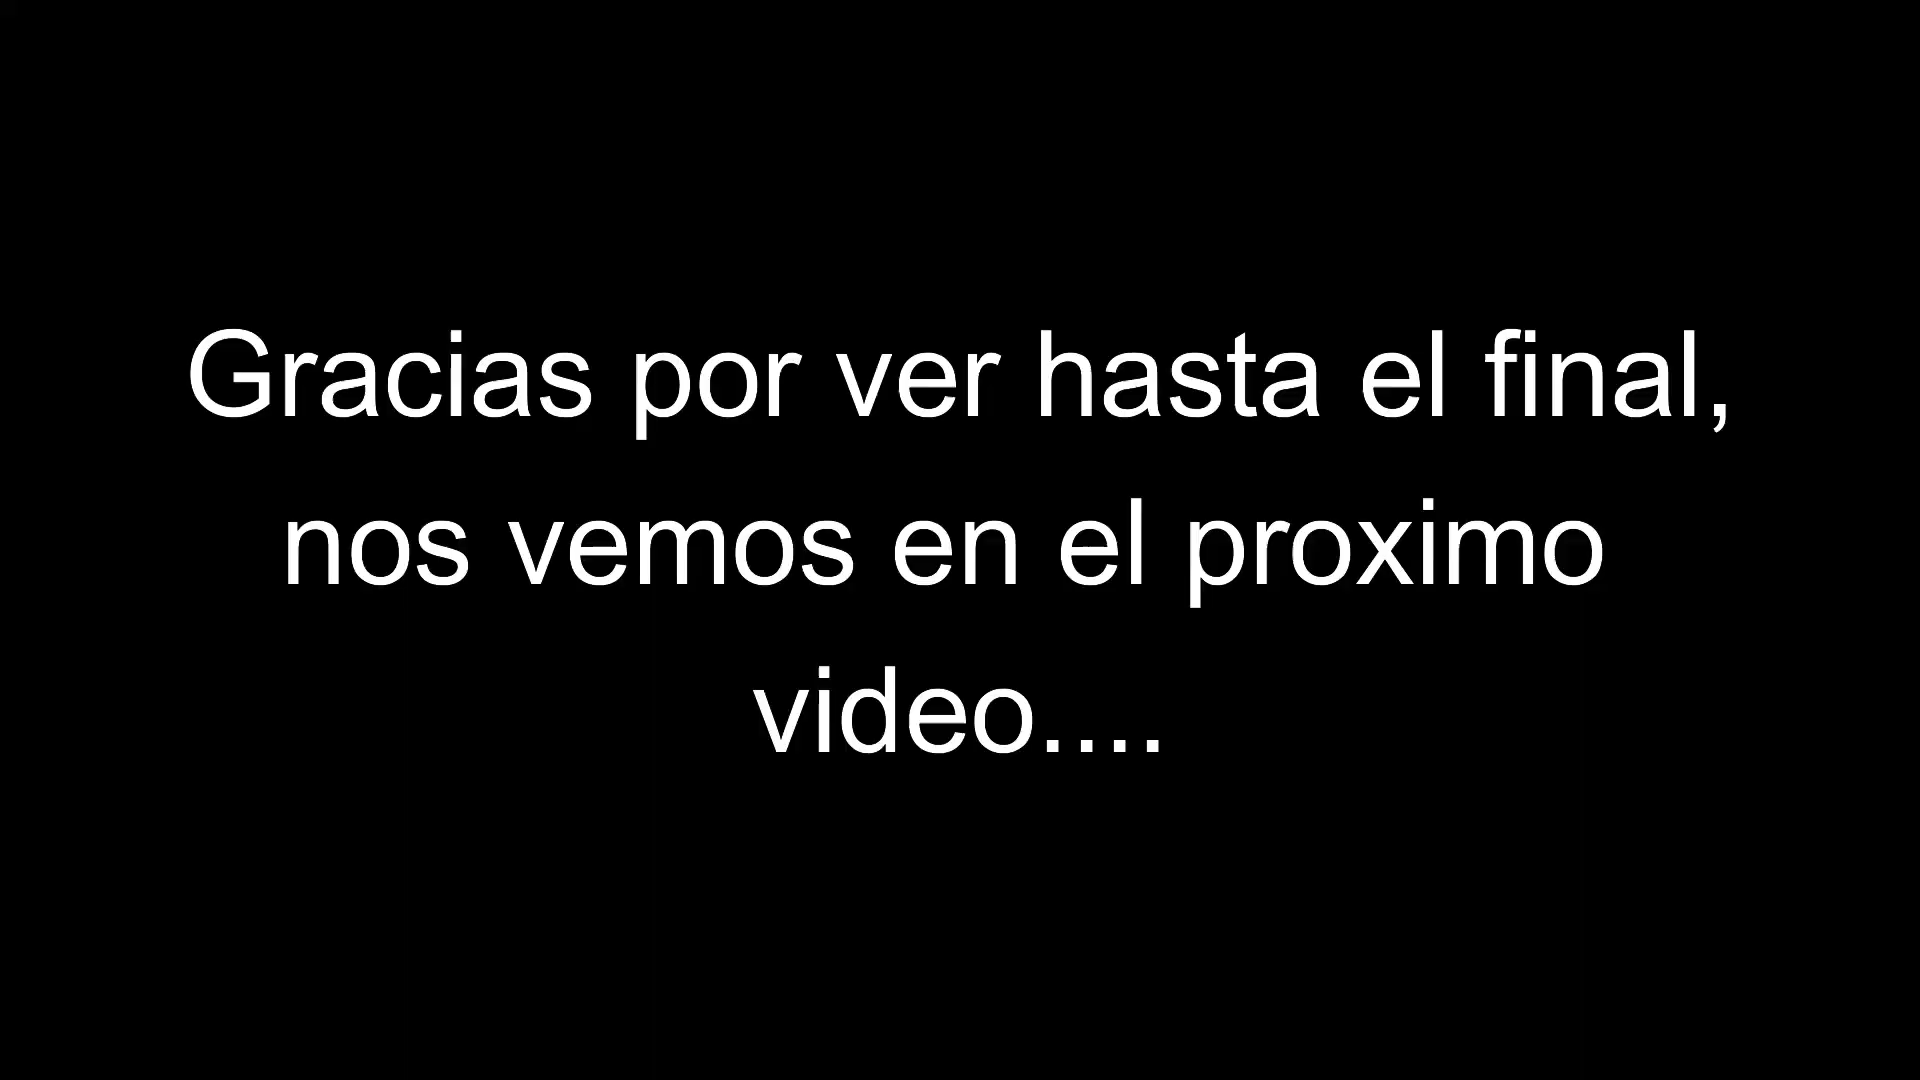 Gracias por ver hasta el final,
nos vemos en el proximo
video....